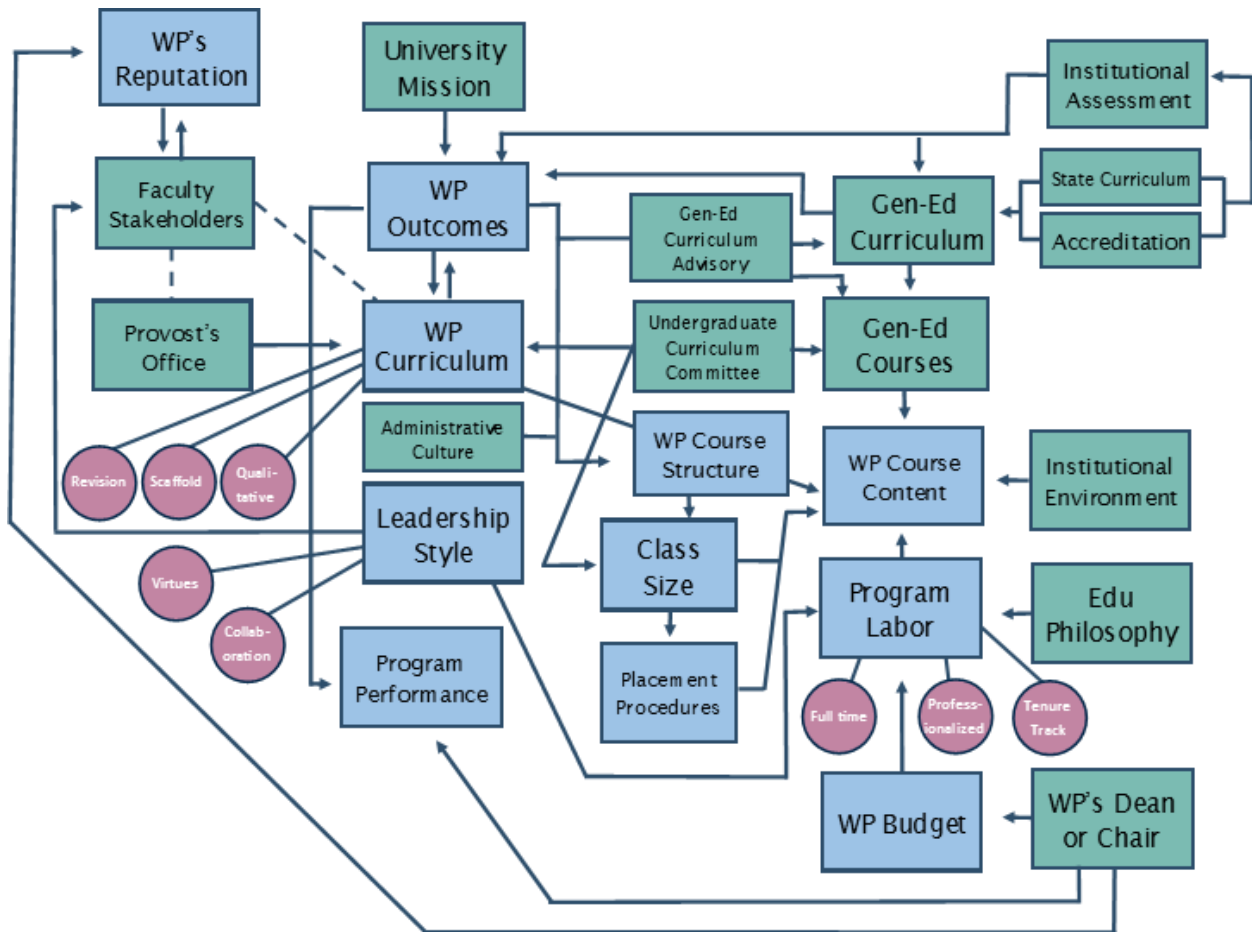 WP's
Reputation
University
Mission
Institutional
Assessment
Faculty
Stakeholders
WP
Outcomes
Gen-Ed
Curriculum
Advisory
Gen-Ed
Curriculum
State Curriculum
Accreditation
Provost's
Office
WP
Curriculum
Undergraduate
Curriculum
Committee
Gen-Ed
Courses
Administrative
Culture
WP Course
Structure
WP Course
Content
Institutional
Environment
Revision
Scaffold
Quali-
tative
Leadership
Style
Class
Size
Program
Labor
Edu
Philosophy
Virtues
Collab-
oration
Program
Performance
Placement
Procedures
Full time
Profess-
ionalized
Tenure
Track
WP Budget
WP's Dean
or Chair